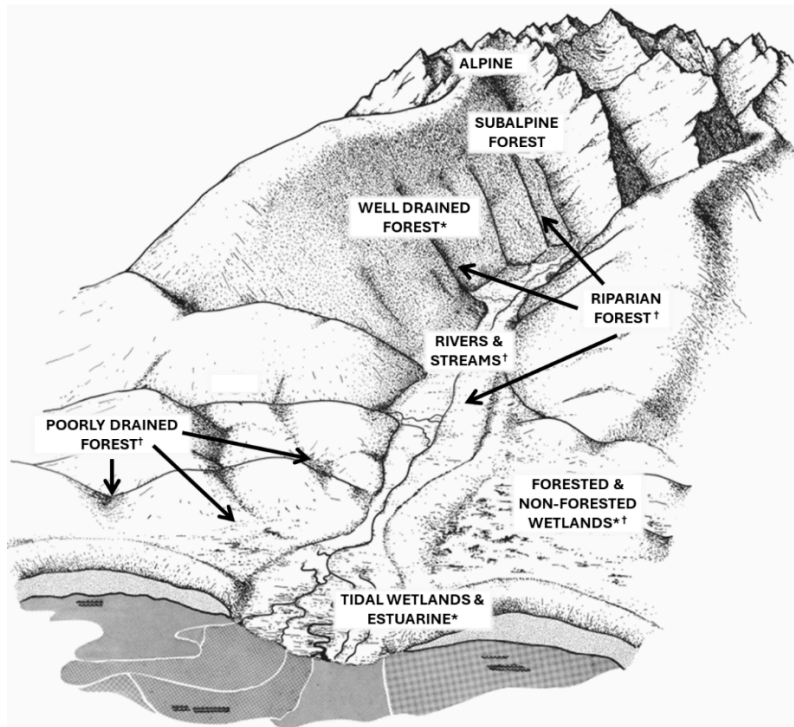 ALPINE
SUBALPINE
FOREST
WELL DRAINED
FOREST*
RIPARIAN
FOREST†
RIVERS &
STREAMS†
POORLY DRAINED
FOREST†
FORESTED &
NON-FORESTED
WETLANDS*†
TIDAL WETLANDS &
ESTUARINE*